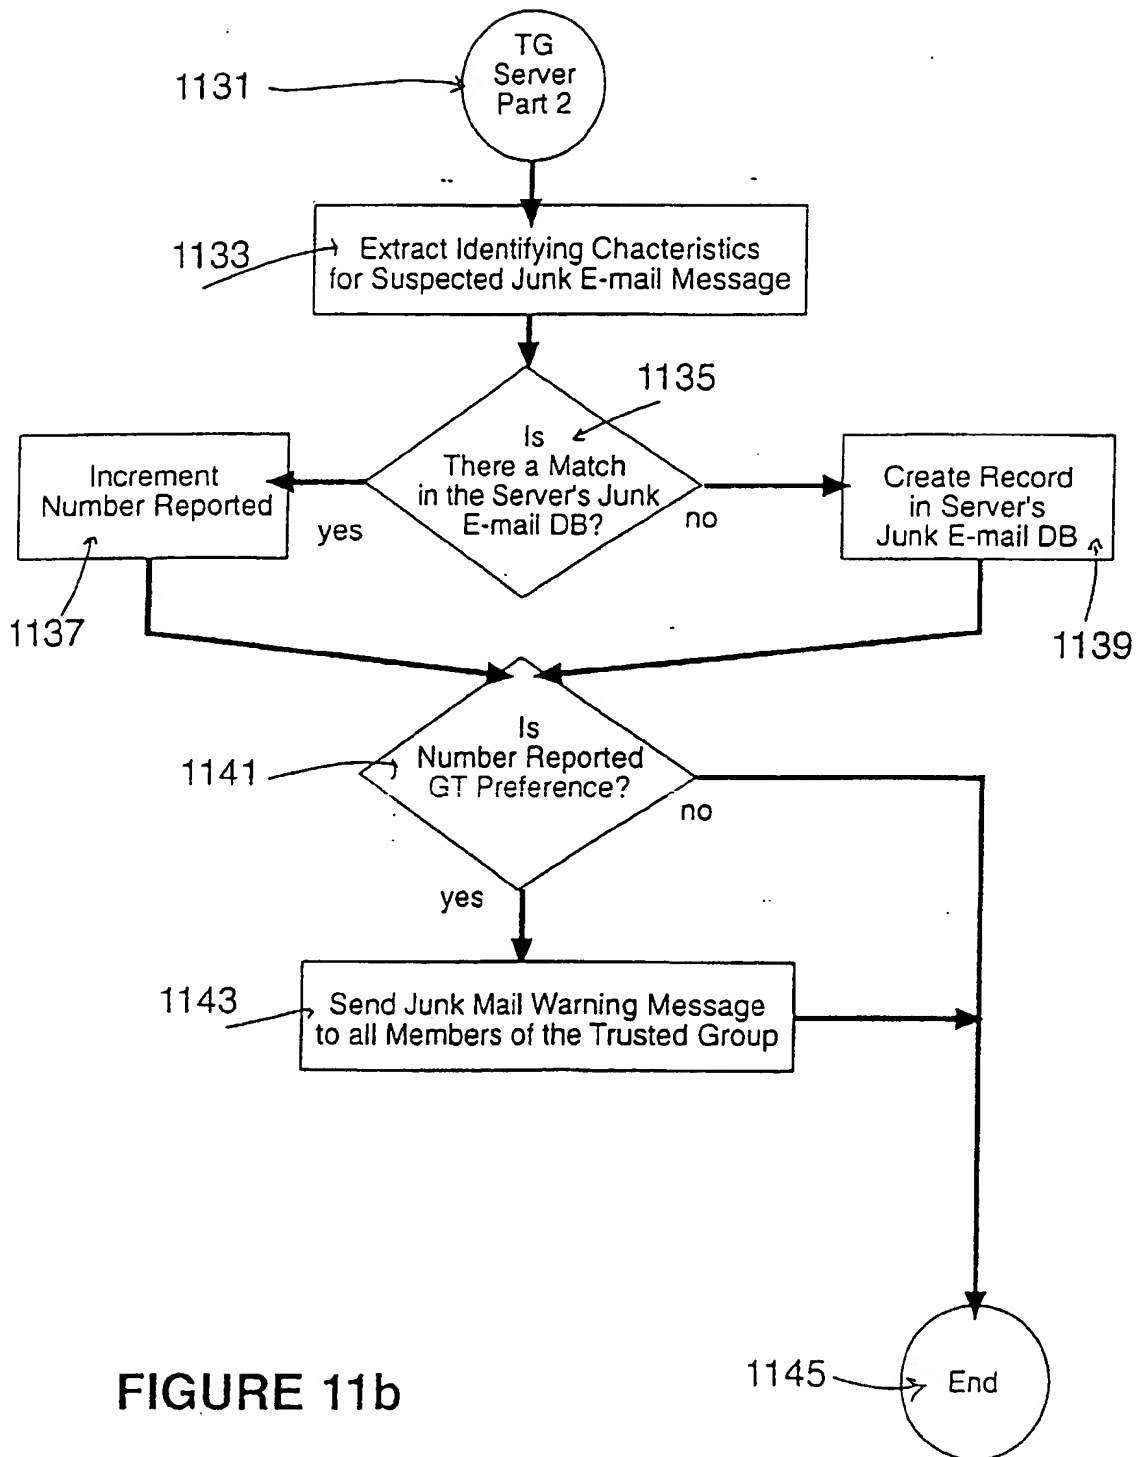 TG
Server
Part 2
1131
Extract Identifying Chacteristics
for Suspected Junk E-mail Message
1133
1135
Is
There a Match
in the Server's Junk
E-mail DB?
yes
no
Increment
Number Reported
1137
Create Record
in Server's
Junk E-mail DB
1139
Is
Number Reported
GT Preference?
1141
no
yes
1143
Send Junk Mail Warning Message
to all Members of the Trusted Group
1145
End
FIGURE 11b